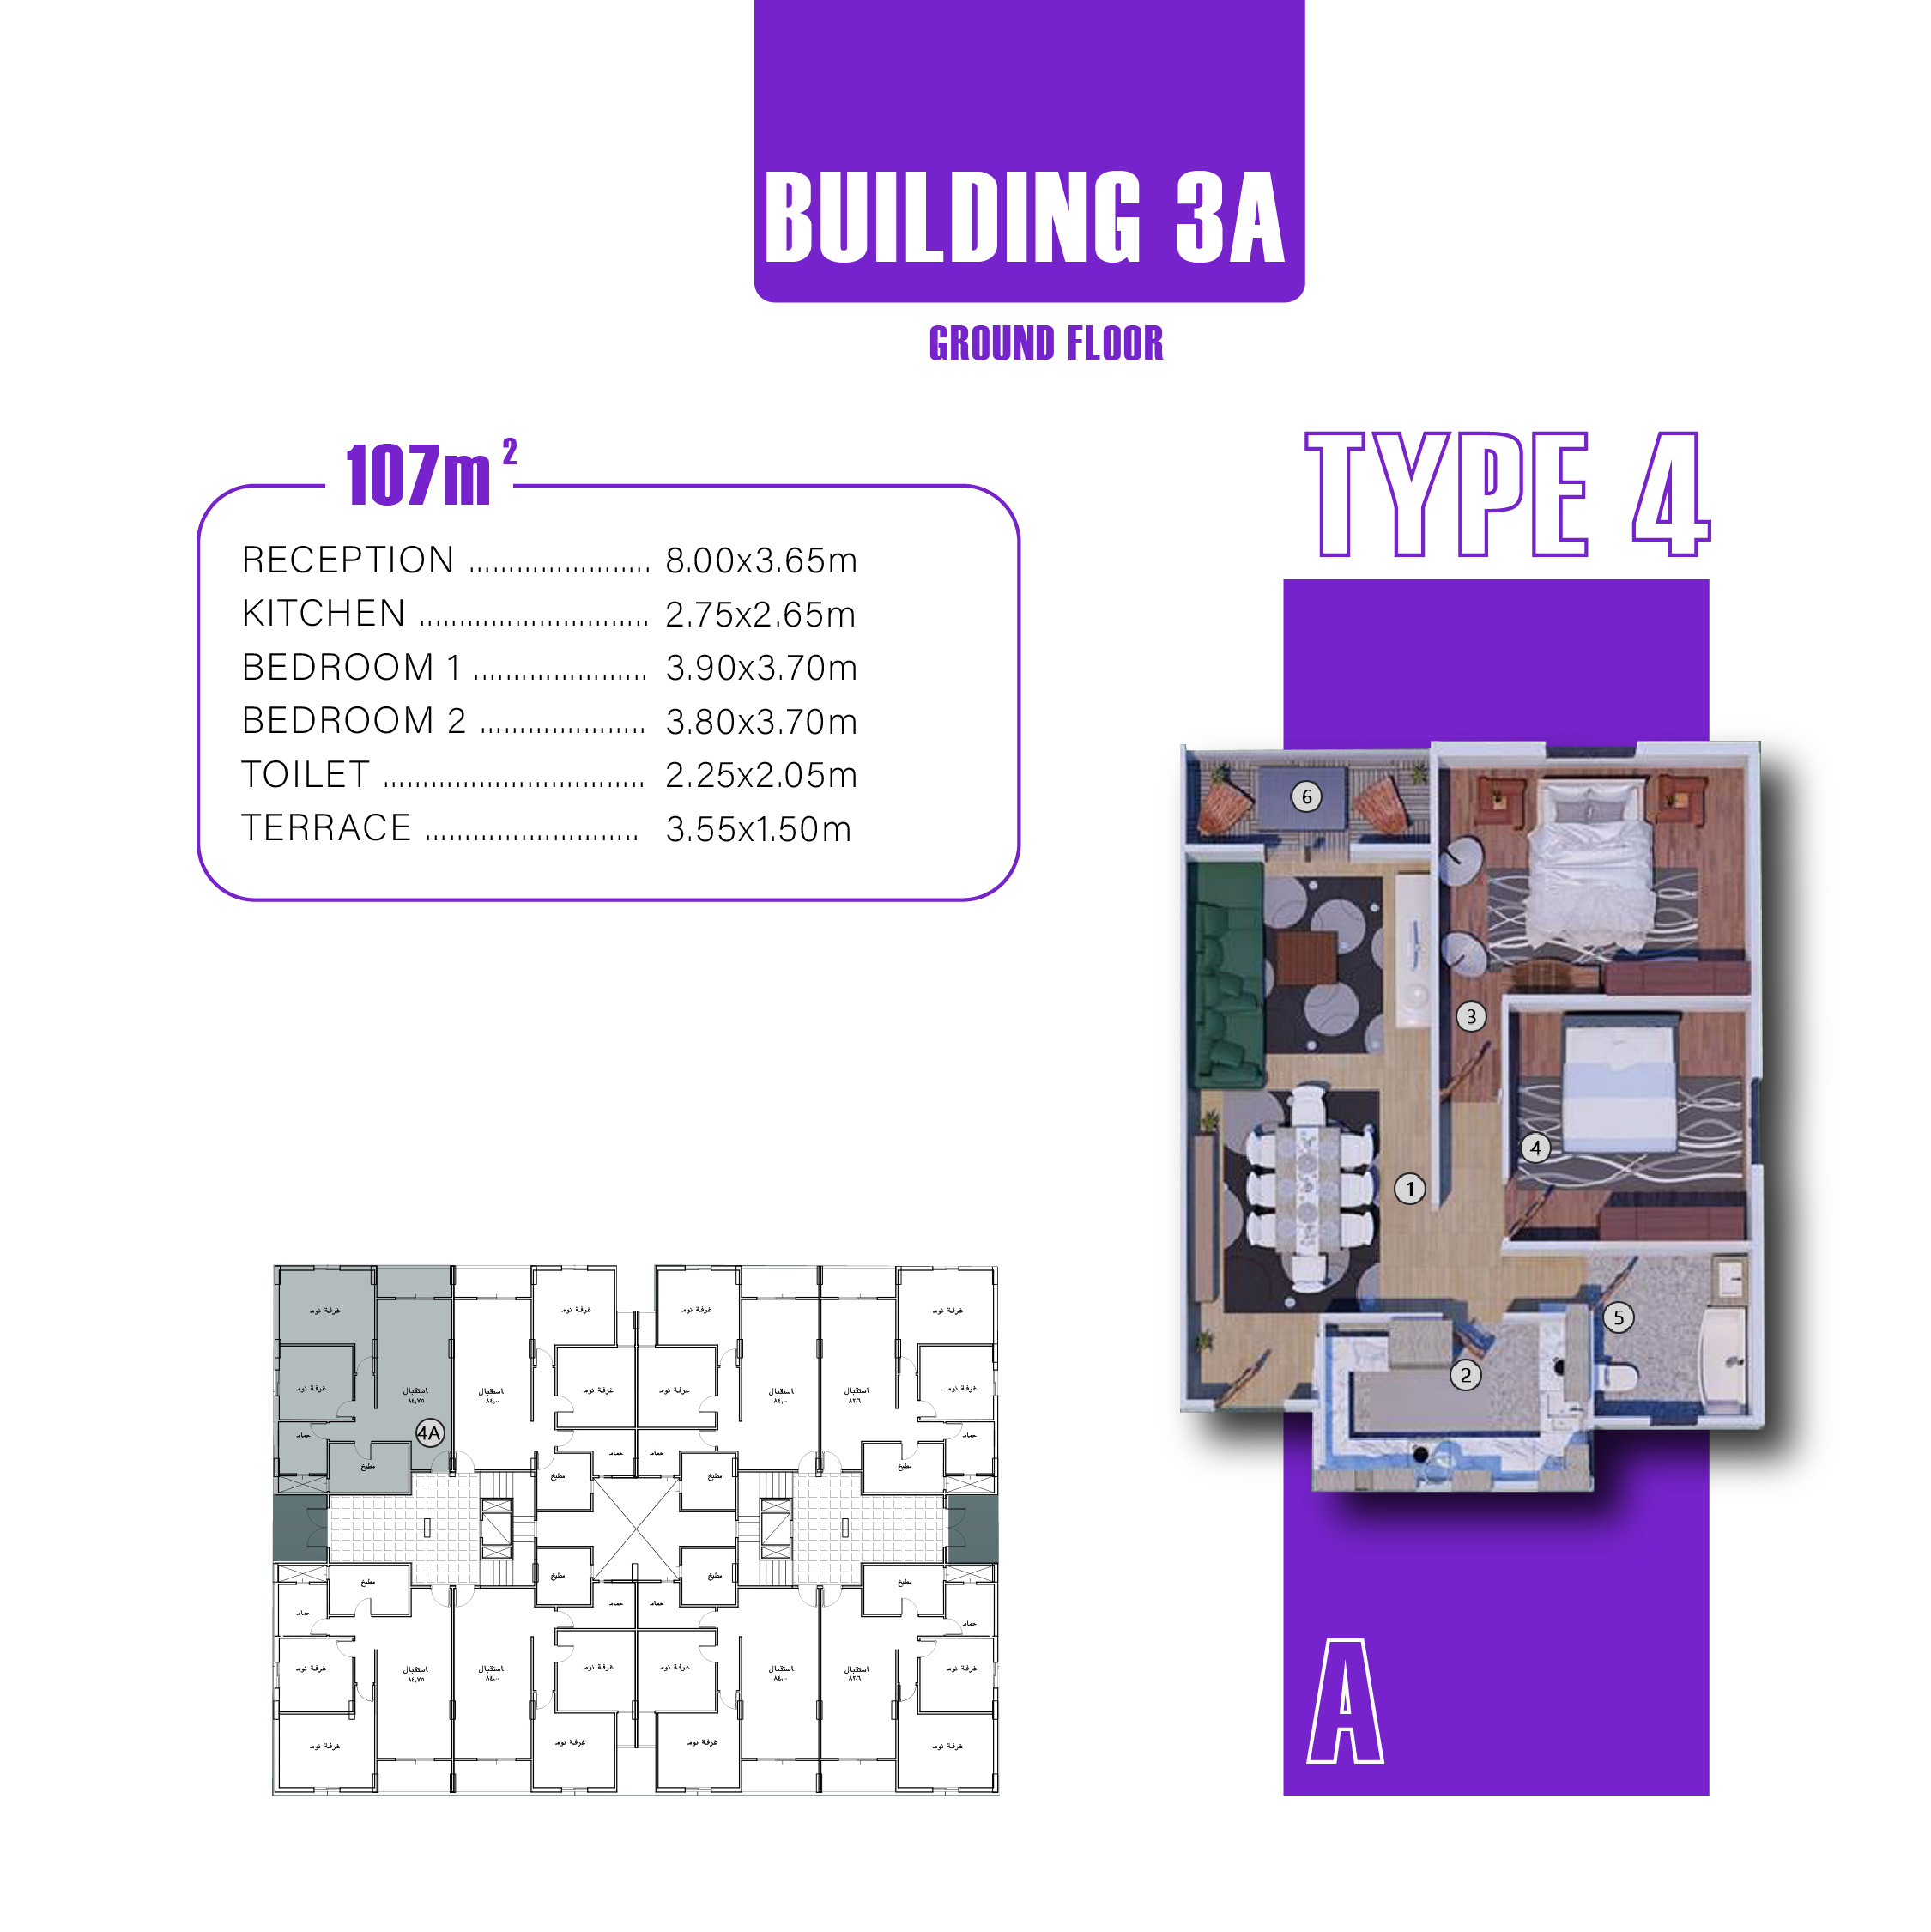 BUILDING 3A
GROUND FLOOR
107m²
RECEPTION ....................... 8.00x3.65m
KITCHEN ............................. 2.75x2.65m
BEDROOM 1 ...................... 3.90x3.70m
BEDROOM 2 ..................... 3.80x3.70m
TOILET ................................. 2.25x2.05m
TERRACE ........................... 3.55x1.50m
TYPE 4
6
3
4
1
5
2
A
غرفة نوم
غرفة نوم
غرفة نوم
غرفة نوم
غرفة نوم
غرفة نوم
غرفة نوم
غرفة نوم
استقبال
٩٤,٧٥
استقبال
٨٤,٠٠
استقبال
٨٤,٠٠
استقبال
٨٢,٦
4A
حمام
حمام
حمام
حمام
مطبخ
مطبخ
مطبخ
مطبخ
مطبخ
مطبخ
مطبخ
مطبخ
حمام
حمام
حمام
حمام
غرفة نوم
غرفة نوم
غرفة نوم
غرفة نوم
استقبال
٩٤,٧٥
استقبال
٨٤,٠٠
استقبال
٨٤,٠٠
استقبال
٨٢,٦
غرفة نوم
غرفة نوم
غرفة نوم
غرفة نوم